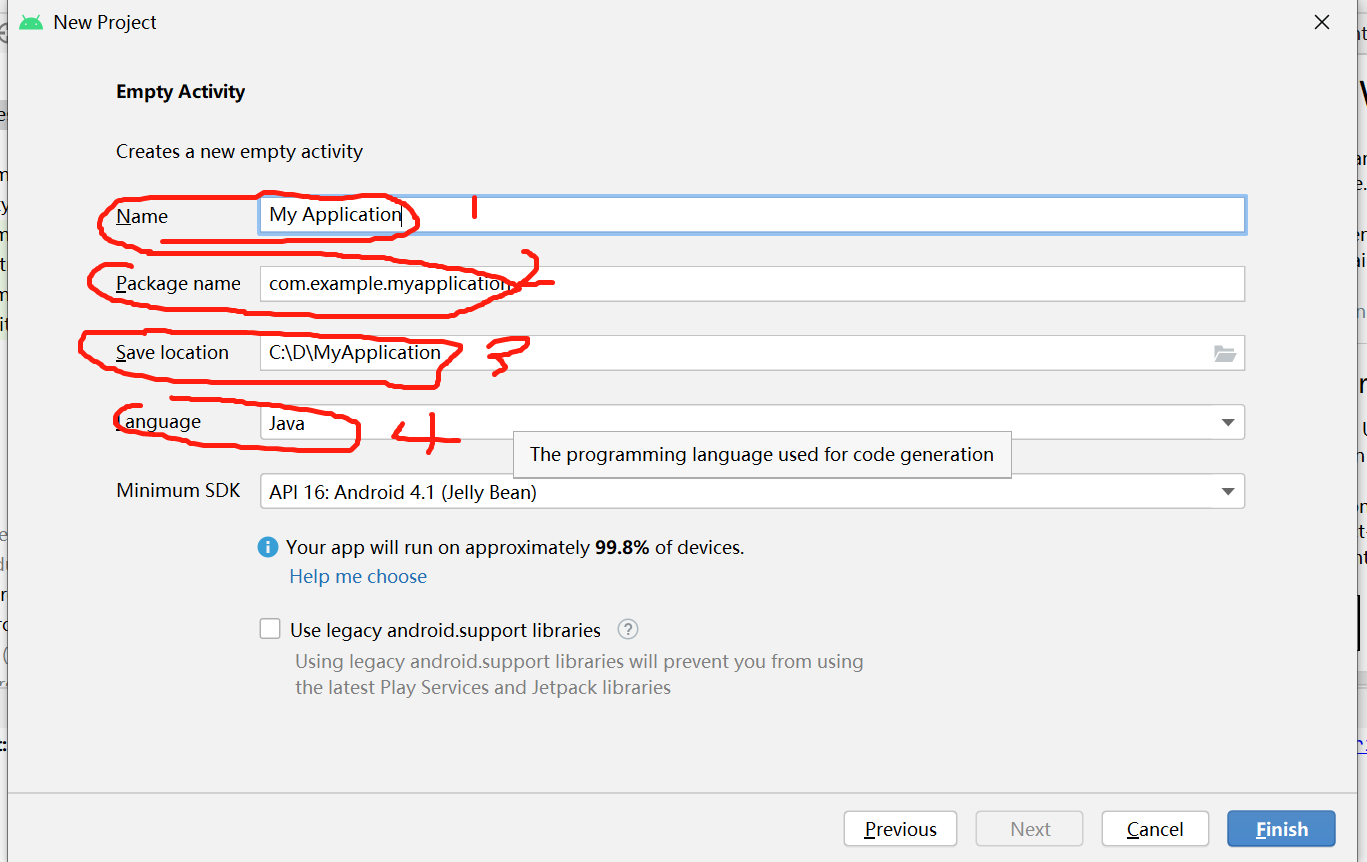 New Project
Empty Activity
Creates a new empty activity
Name My Application 1
Package name com.example.myapplication 2
Save location C:\D\MyApplication 3
Language Java 4
The programming language used for code generation
Minimum SDK API 16: Android 4.1 (Jelly Bean)
Your app will run on approximately 99.8% of devices.
Help me choose
Use legacy android.support libraries ?
Using legacy android.support libraries will prevent you from using
the latest Play Services and Jetpack libraries
Previous Next Cancel Finish